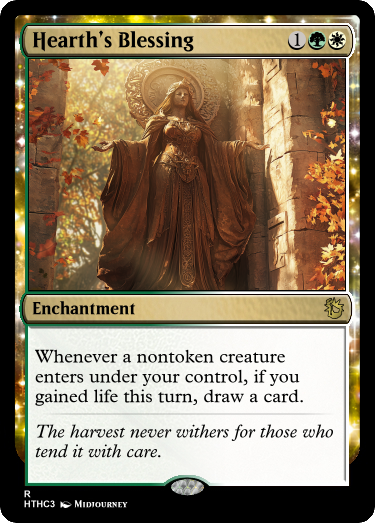 Hearth's Blessing 1
Enchantment
Whenever a nontoken creature
enters under your control, if you
gained life this turn, draw a card.
The harvest never withers for those who
tend it with care.
R
HTHC3 Midjourney